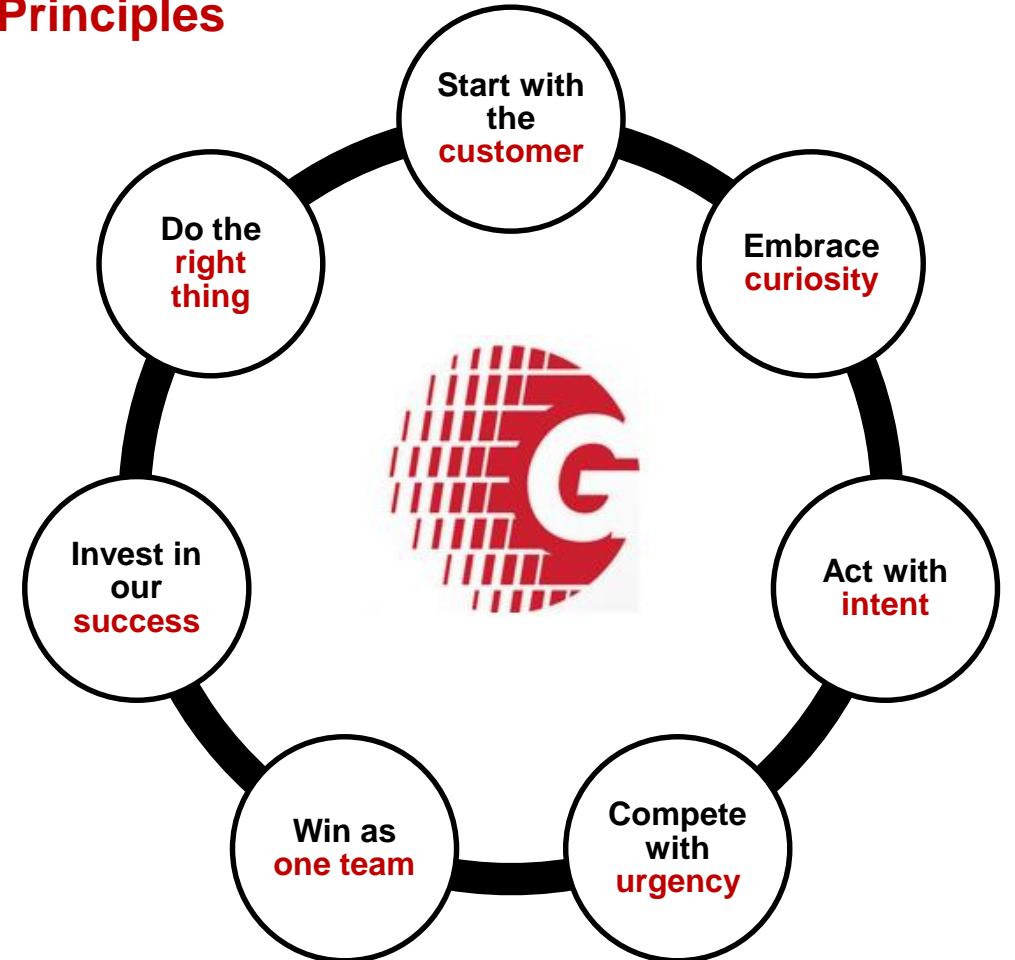 Principles
Start with
the
customer
Embrace
curiosity
Act with
intent
Compete
with
urgency
Win as
one team
Invest in
our
success
Do the
right
thing
G